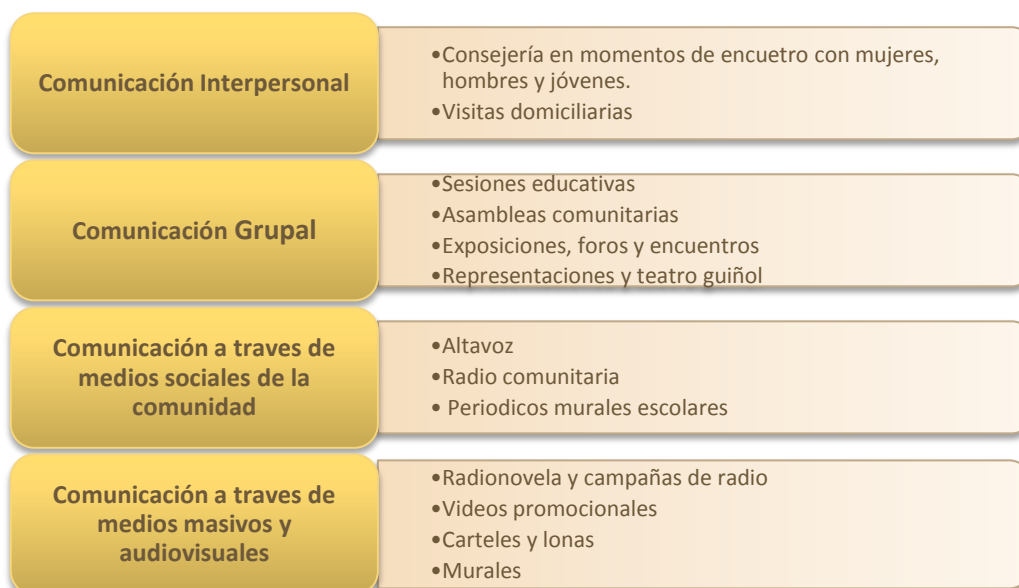 Comunicación Interpersonal
•Consejería en momentos de encuetro con mujeres,
hombres y jóvenes.
•Visitas domiciliarias
Comunicación Grupal
•Sesiones educativas
•Asambleas comunitarias
•Exposiciones, foros y encuentros
•Representaciones y teatro guiñol
Comunicación a traves de
medios sociales de la
comunidad
•Altavoz
•Radio comunitaria
• Periodicos murales escolares
Comunicación a traves de
medios masivos y
audiovisuales
•Radionovela y campañas de radio
•Videos promocionales
•Carteles y lonas
•Murales